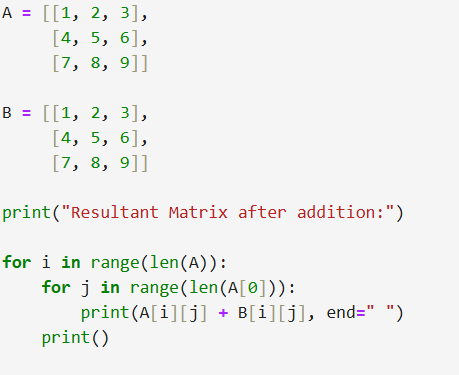 A = [[1, 2, 3],
     [4, 5, 6],
     [7, 8, 9]]

B = [[1, 2, 3],
     [4, 5, 6],
     [7, 8, 9]]

print("Resultant Matrix after addition:")

for i in range(len(A)):
    for j in range(len(A[0])):
        print(A[i][j] + B[i][j], end=" ")
    print()